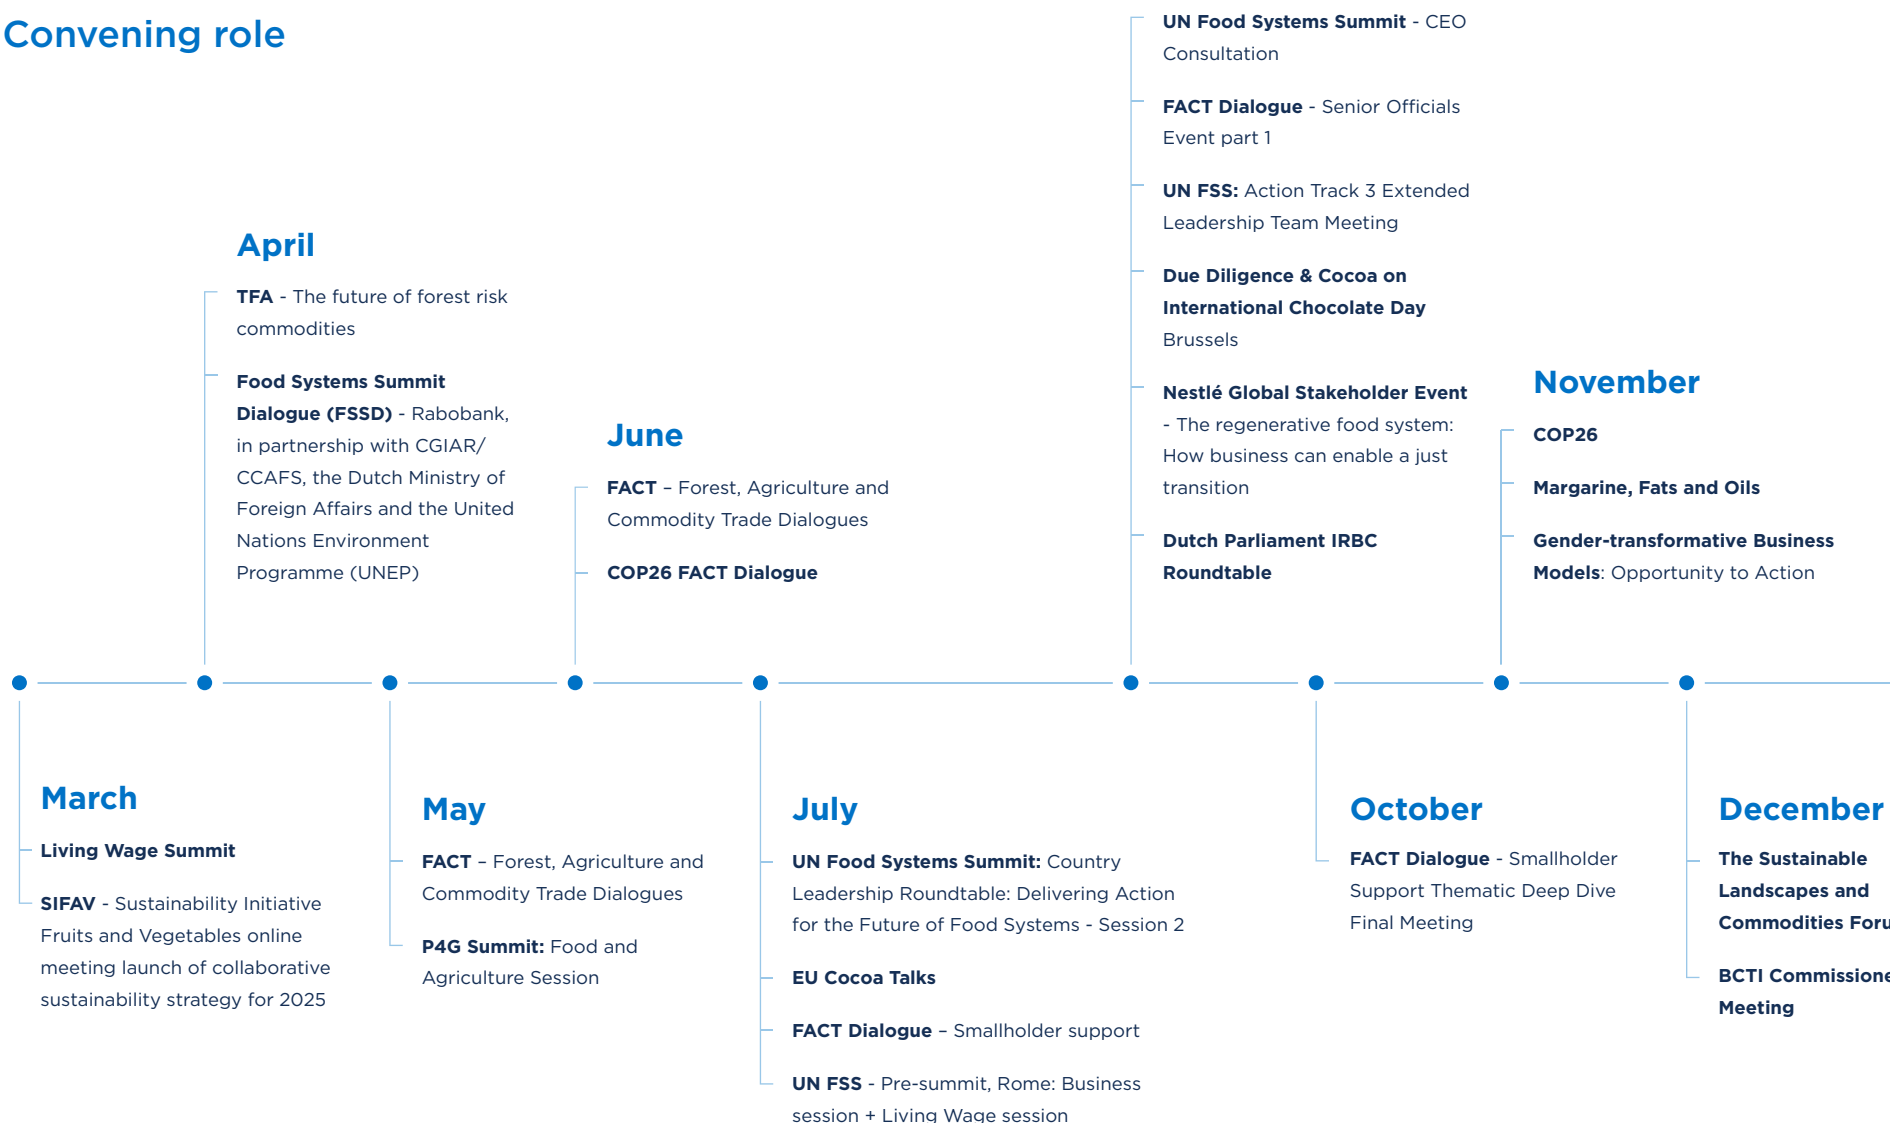 Convening role
UN Food Systems Summit - CEO
Consultation
FACT Dialogue - Senior Officials
Event part 1
UN FSS: Action Track 3 Extended
Leadership Team Meeting
Due Diligence & Cocoa on
International Chocolate Day
Brussels
Nestlé Global Stakeholder Event
- The regenerative food system:
How business can enable a just
transition
Dutch Parliament IRBC
Roundtable
April
TFA - The future of forest risk
commodities
Food Systems Summit
Dialogue (FSSD) - Rabobank,
in partnership with CGIAR/
CCAFS, the Dutch Ministry of
Foreign Affairs and the United
Nations Environment
Programme (UNEP)
June
FACT – Forest, Agriculture and
Commodity Trade Dialogues
COP26 FACT Dialogue
November
COP26
Margarine, Fats and Oils
Gender-transformative Business
Models: Opportunity to Action
March
Living Wage Summit
SIFAV - Sustainability Initiative
Fruits and Vegetables online
meeting launch of collaborative
sustainability strategy for 2025
May
FACT – Forest, Agriculture and
Commodity Trade Dialogues
P4G Summit: Food and
Agriculture Session
July
UN Food Systems Summit: Country
Leadership Roundtable: Delivering Action
for the Future of Food Systems - Session 2
EU Cocoa Talks
FACT Dialogue – Smallholder support
UN FSS - Pre-summit, Rome: Business
session + Living Wage session
October
FACT Dialogue - Smallholder
Support Thematic Deep Dive
Final Meeting
December
The Sustainable
Landscapes and
Commodities
BCTI
Meeting